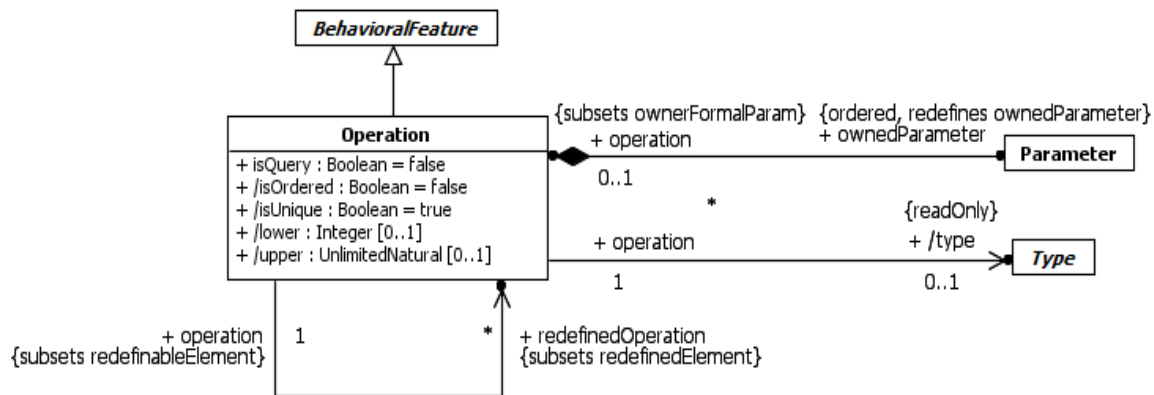 BehavioralFeature
{subsets ownerFormalParam}
{ordered, redefines ownedParameter}
Operation
+ operation
+ ownedParameter
Parameter
+ isQuery : Boolean = false
+ /isOrdered : Boolean = false
+ /isUnique : Boolean = true
+ /lower : Integer [0..1]
+ /upper : UnlimitedNatural [0..1]
0..1
*
{readOnly}
+ operation
+ /type
Type
1
0..1
+ operation
1
*
+ redefinedOperation
{subsets redefinableElement}
{subsets redefinedElement}